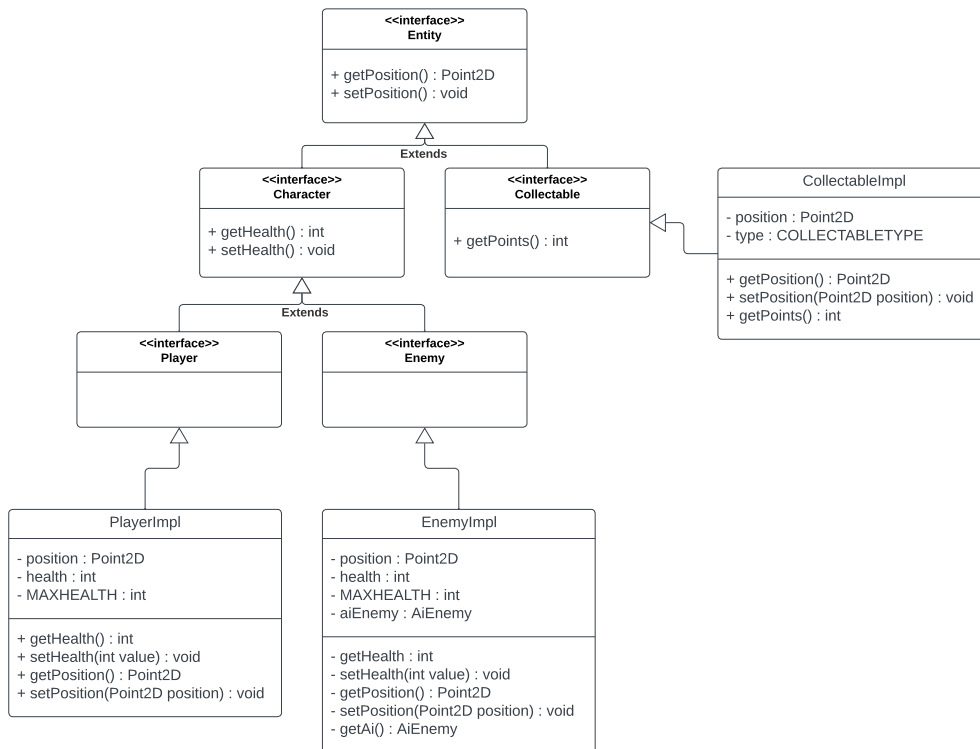 <<interface>>
Entity
+ getPosition() : Point2D
+ setPosition() : void
Extends
<<interface>>
Character
+ getHealth() : int
+ setHealth() : void
<<interface>>
Collectable
+ getPoints() : int
CollectableImpl
- position : Point2D
- type : COLLECTABLETYPE
+ getPosition() : Point2D
+ setPosition(Point2D position) : void
+ getPoints() : int
Extends
<<interface>>
Player
<<interface>>
Enemy
PlayerImpl
- position : Point2D
- health : int
- MAXHEALTH : int
+ getHealth() : int
+ setHealth(int value) : void
+ getPosition() : Point2D
+ setPosition(Point2D position) : void
EnemyImpl
- position : Point2D
- health : int
- MAXHEALTH : int
- aiEnemy : AiEnemy
- getHealth : int
- setHealth(int value) : void
- getPosition() : Point2D
- setPosition(Point2D position) : void
- getAi() : AiEnemy